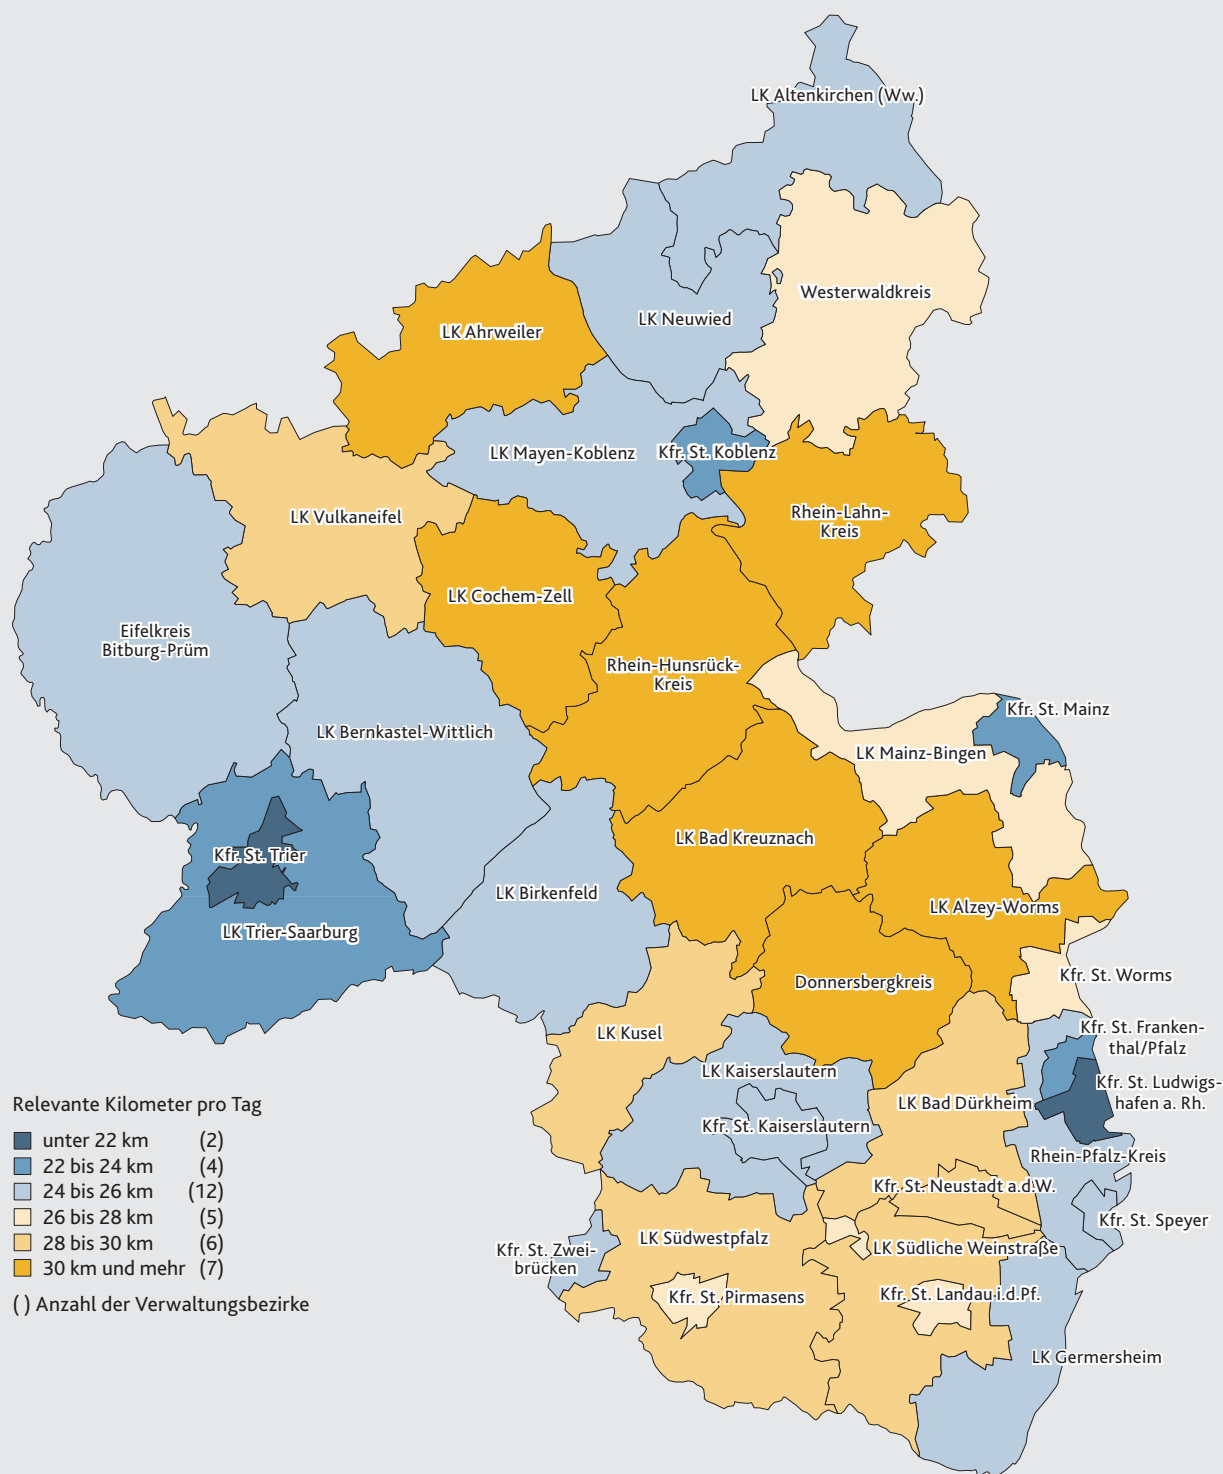 LK Altenkirchen (Ww.)
Westerwaldkreis
LK Neuwied
LK Ahrweiler
LK Mayen-Koblenz
Kfr. St. Koblenz
LK Vulkaneifel
Rhein-Lahn-
Kreis
LK Cochem-Zell
Eifelkreis
Bitburg-Prüm
Rhein-Hunsrück-
Kreis
Kfr. St. Mainz
LK Bernkastel-Wittlich
LK Mainz-Bingen
LK Bad Kreuznach
Kfr. St. Trier
LK Birkenfeld
LK Alzey-Worms
LK Trier-Saarburg
Kfr. St. Worms
Donnersbergkreis
LK Kusel
Kfr. St. Franken-
thal/Pfalz
LK Kaiserslautern
Kfr. St. Ludwigs-
hafen a. Rh.
LK Bad Dürkheim
Kfr. St. Kaiserslautern
Rhein-Pfalz-Kreis
Kfr. St. Neustadt a.d.W.
Kfr. St. Speyer
LK Südwestpfalz
LK Südliche Weinstraße
Kfr. St. Zwei-
brücken
Kfr. St. Pirmasens
Kfr. St. Landau i.d.Pf.
LK Germersheim
Relevante Kilometer pro Tag
unter 22 km (2)
22 bis 24 km (4)
24 bis 26 km (12)
26 bis 28 km (5)
28 bis 30 km (6)
30 km und mehr (7)
( ) Anzahl der Verwaltungsbezirke